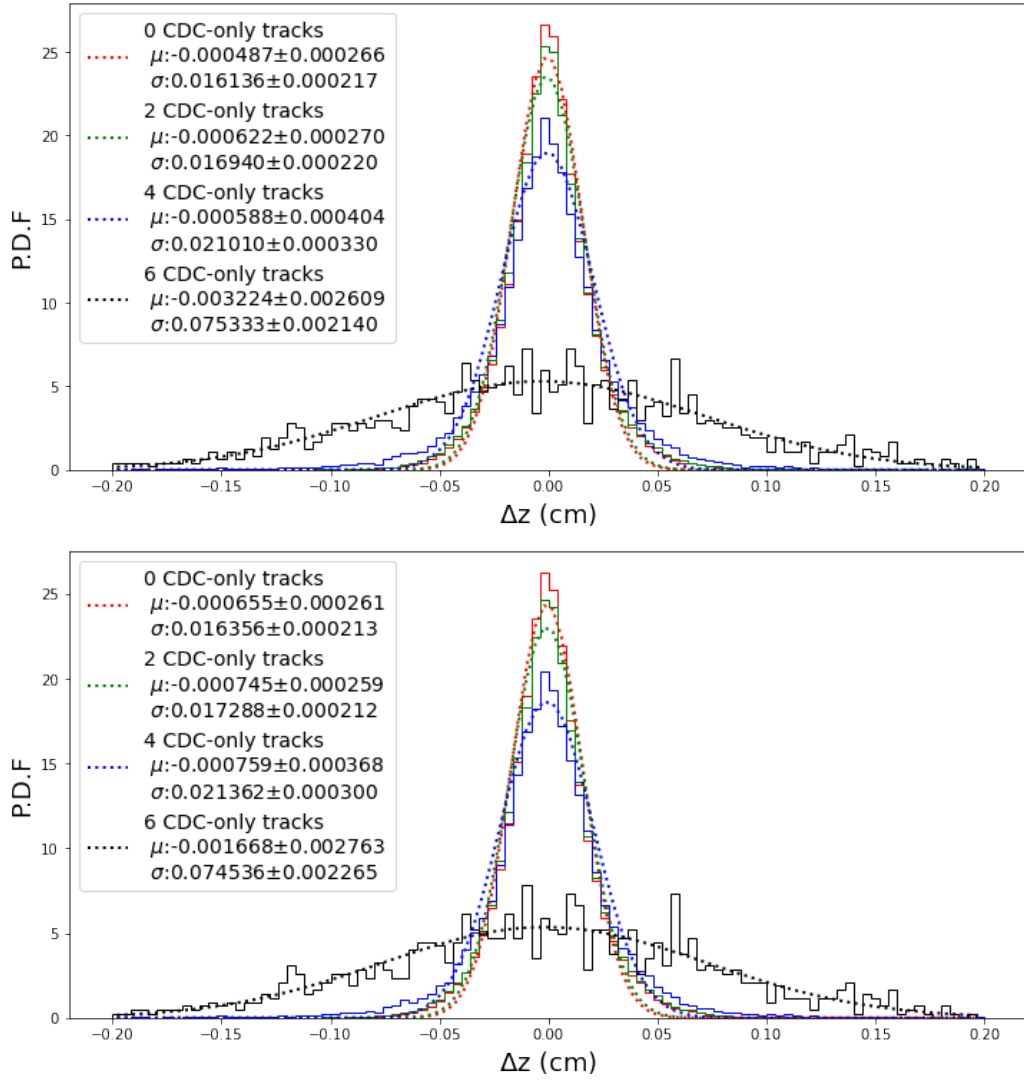 0 CDC-only tracks
μ:-0.000487±0.000266
σ:0.016136±0.000217
2 CDC-only tracks
μ:-0.000622±0.000270
σ:0.016940±0.000220
4 CDC-only tracks
μ:-0.000588±0.000404
σ:0.021010±0.000330
6 CDC-only tracks
μ:-0.003224±0.002609
σ:0.075333±0.002140
P.D.F
25
20
15
10
5
0
−0.20 −0.15 −0.10 −0.05 0.00 0.05 0.10 0.15 0.20
Δz (cm)
0 CDC-only tracks
μ:-0.000655±0.000261
σ:0.016356±0.000213
2 CDC-only tracks
μ:-0.000745±0.000259
σ:0.017288±0.000212
4 CDC-only tracks
μ:-0.000759±0.000368
σ:0.021362±0.000300
6 CDC-only tracks
μ:-0.001668±0.002763
σ:0.074536±0.002265
P.D.F
25
20
15
10
5
0
−0.20 −0.15 −0.10 −0.05 0.00 0.05 0.10 0.15 0.20
Δz (cm)